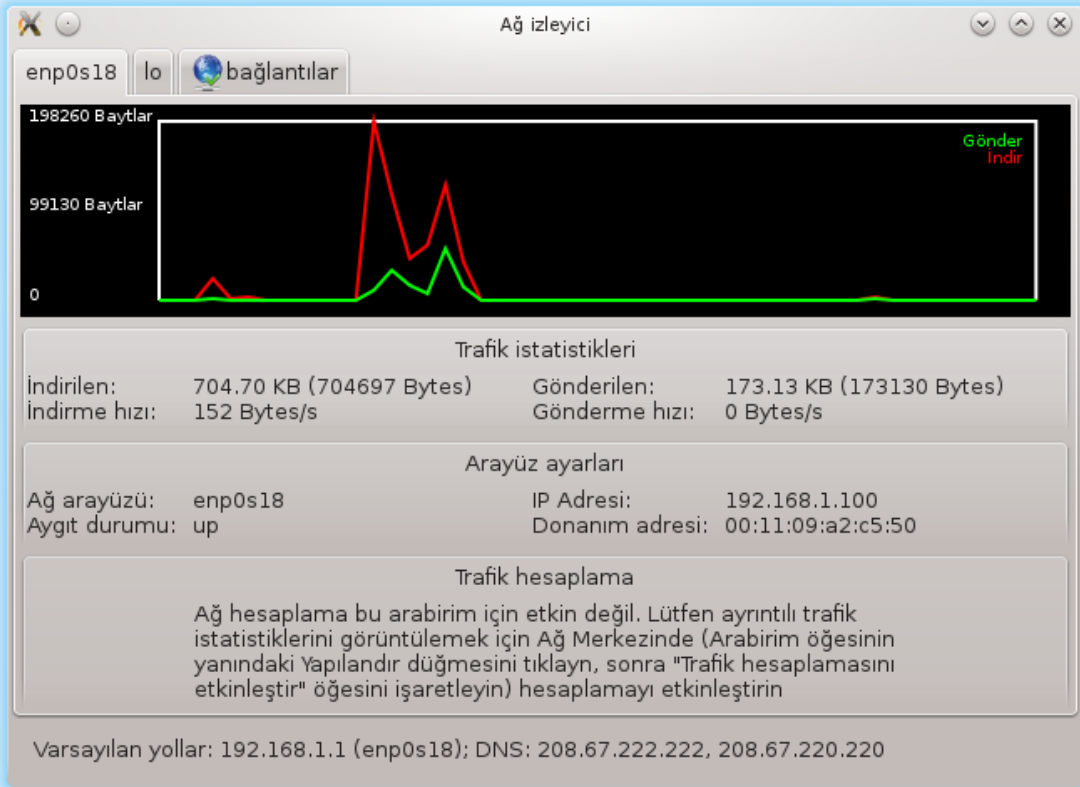 Ağ izleyici
enp0s18
lo
bağlantılar
198260 Baytlar
Gönder
İndir
99130 Baytlar
0
Trafik istatistikleri
İndirilen: 704.70 KB (704697 Bytes) Gönderilen: 173.13 KB (173130 Bytes)
İndirme hızı: 152 Bytes/s Gönderme hızı: 0 Bytes/s
Arayüz ayarları
Ağ arayüzü: enp0s18 IP Adresi: 192.168.1.100
Aygıt durumu: up Donanım adresi: 00:11:09:a2:c5:50
Trafik hesaplama
Ağ hesaplama bu arabirim için etkin değil. Lütfen ayrıntılı trafik
istatistiklerini görüntülemek için Ağ Merkezinde (Arabirim öğesinin
yanındaki Yapılandır düğmesini tıklayn, sonra "Trafik hesaplamasını
etkinleştir" öğesini işaretleyin) hesaplamayı etkinleştirin
Varsayılan yollar: 192.168.1.1 (enp0s18); DNS: 208.67.222.222, 208.67.220.220